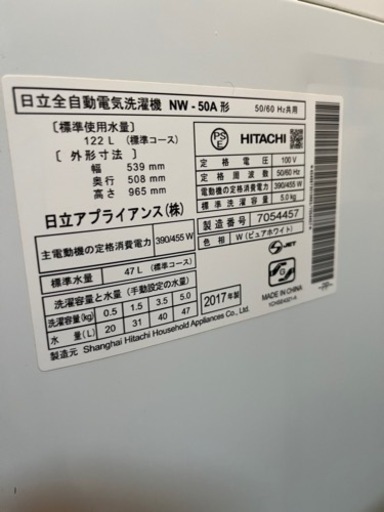 日立全自動電気洗濯機 NW-50A 形 50/60 Hz共用
〔標準使用水量〕
122 L (標準コース)
〔外形寸法〕
幅 539 mm
奥行 508 mm
高さ 965 mm
日立アプライアンス(株)
PS E HITACHI
定格電圧 100 V
定格周波数 50/60 Hz
電動機の定格消費電力 390/455 W
標準洗濯容量 5.0 kg
製造番号 7054457
色柄 W (ピュアホワイト)
主電動機の定格消費電力 390/455 W
標準水量 47 L (標準コース)
洗濯容量と水量 (手動設定の水量)
洗濯容量(kg) 0.5 1.5 3.5 5.0
水量(L) 20 31 40 47
2017年製
S-JET
MADE IN CHINA
製造元 Shanghai Hitachi Household Appliances Co., Ltd.